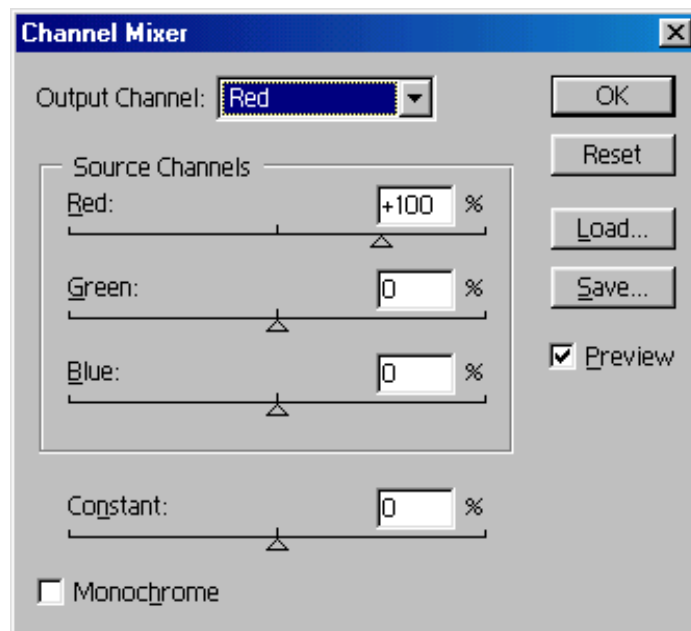 Channel Mixer
Output Channel: Red
OK
Reset
Load...
Save...
Preview
Source Channels
Red: +100 %
Green: 0 %
Blue: 0 %
Constant: 0 %
Monochrome